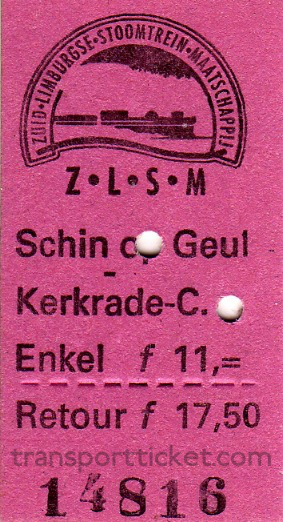 ZUID•LIMBURGSE•STOOMTREIN•MAATSCHAPPIJ
Z•L•S•M
Schin Geul
-
Kerkrade-C.
Enkel f 11,=
Retour f 17,50
transportticket.com
14816